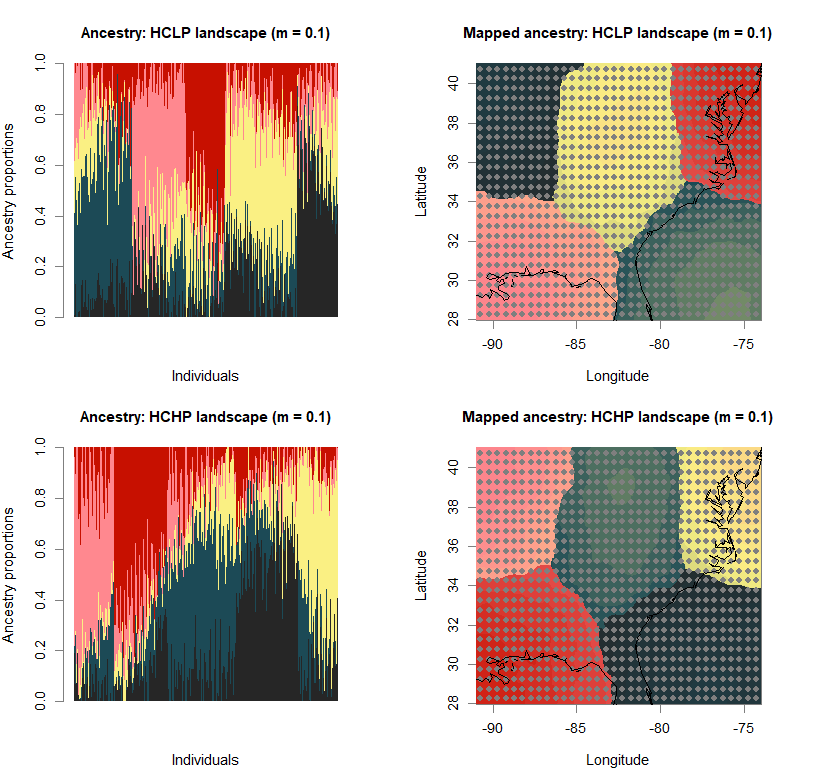 Ancestry: HCLP landscape (m = 0.1)
Ancestry proportions
0.0 0.2 0.4 0.6 0.8 1.0
Individuals
Mapped ancestry: HCLP landscape (m = 0.1)
Latitude
28 30 32 34 36 38 40
-90 -85 -80 -75
Longitude
Ancestry: HCHP landscape (m = 0.1)
Ancestry proportions
0.0 0.2 0.4 0.6 0.8 1.0
Individuals
Mapped ancestry: HCHP landscape (m = 0.1)
Latitude
28 30 32 34 36 38 40
-90 -85 -80 -75
Longitude